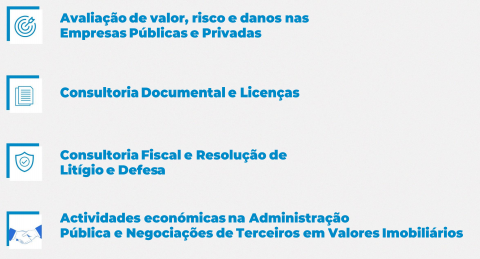 Avaliação de valor, risco e danos nas
Empresas Públicas e Privadas
Consultoria Documental e Licenças
Consultoria Fiscal e Resolução de
Litígio e Defesa
Actividades económicas na Administração
Pública e Negociações de Terceiros em Valores Imobiliários